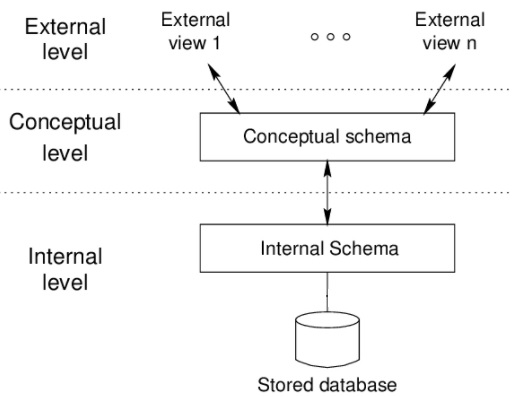 External
level
External
view 1
External
view n
Conceptual
level
Conceptual schema
Internal
level
Internal Schema
Stored database